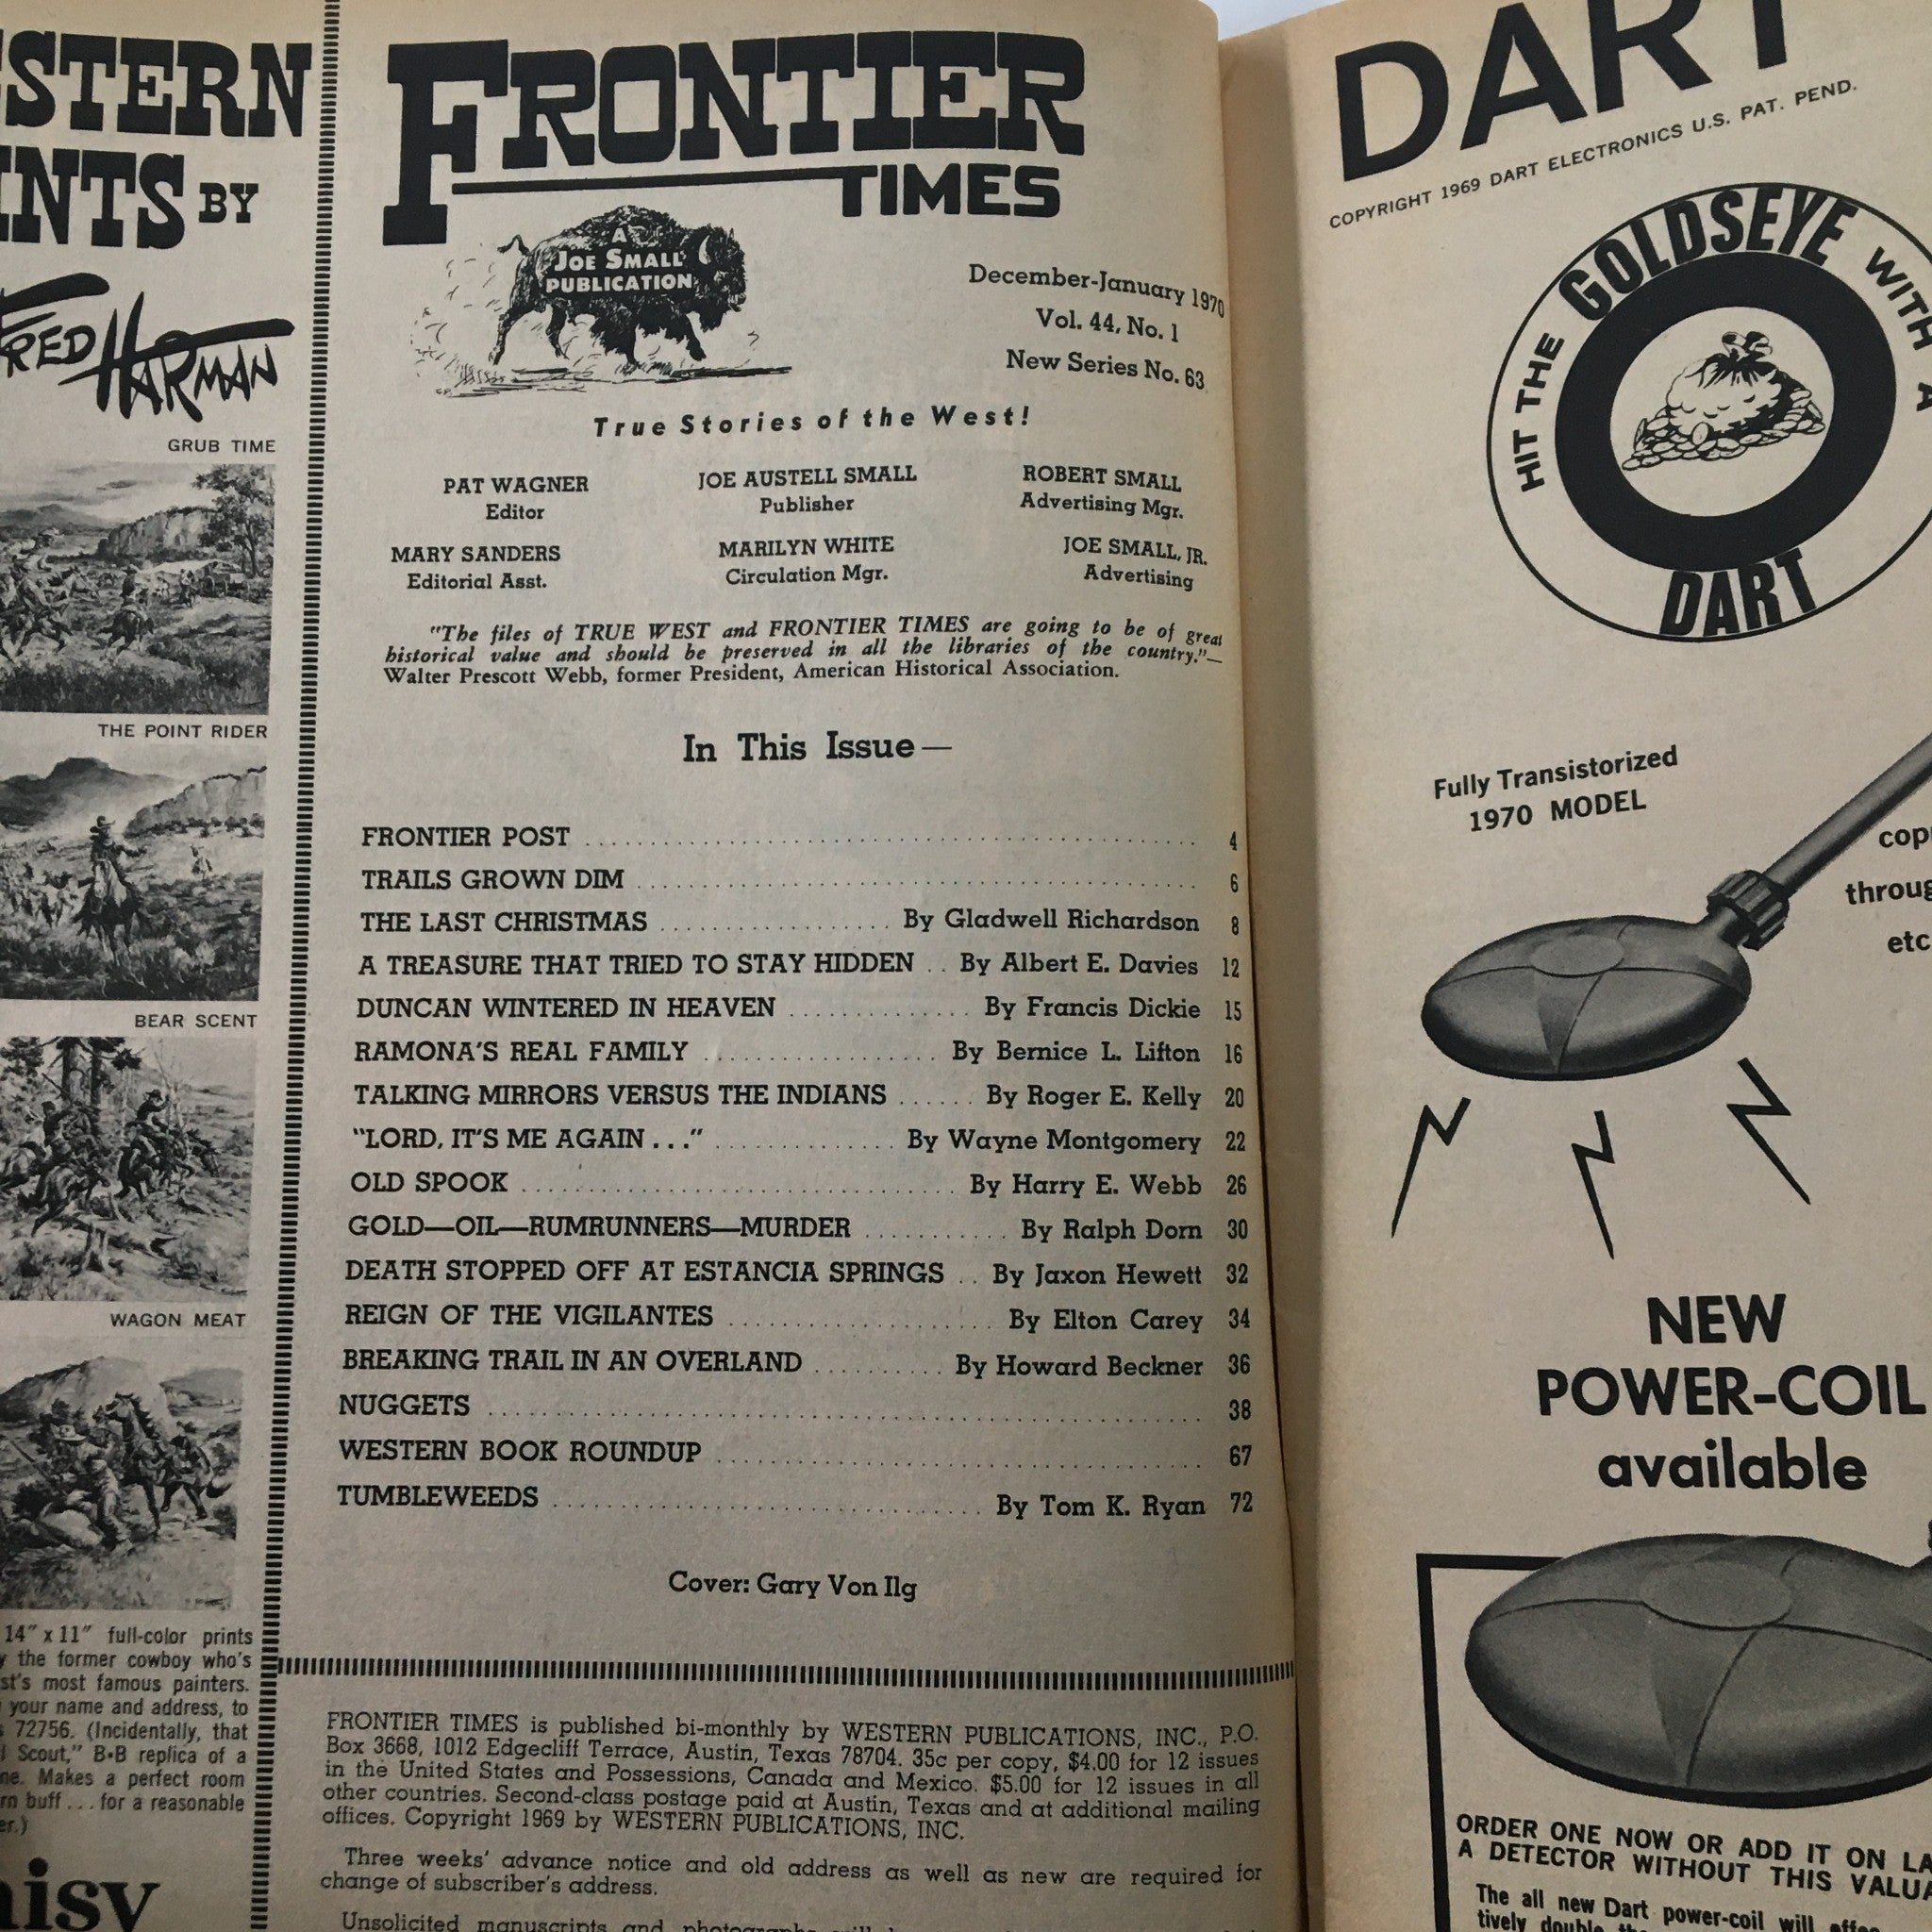 STERN
INTS BY
FRED HARMAN
GRUB TIME
THE POINT RIDER
BEAR SCENT
WAGON MEAT
14" x 11" full-color prints
the former cowboy who's
most famous painters.
your name and address, to
72756. (Incidentally, that
Scout," B•B replica of a
Makes a perfect room
buff . . . for a reasonable
FRONTIER
TIMES
A
JOE SMALL
PUBLICATION
December-January 1970
Vol. 44, No. 1
New Series No. 63
True Stories of the West!
PAT WAGNER JOE AUSTELL SMALL ROBERT SMALL
Editor Publisher Advertising Mgr.
MARY SANDERS MARILYN WHITE JOE SMALL, JR.
Editorial Asst. Circulation Mgr. Advertising
"The files of TRUE WEST and FRONTIER TIMES are going to be of great
historical value and should be preserved in all the libraries of the country."—
Walter Prescott Webb, former President, American Historical Association.
In This Issue—
FRONTIER POST 4
TRAILS GROWN DIM 6
THE LAST CHRISTMAS By Gladwell Richardson 8
A TREASURE THAT TRIED TO STAY HIDDEN By Albert E. Davies 12
DUNCAN WINTERED IN HEAVEN By Francis Dickie 15
RAMONA'S REAL FAMILY By Bernice L. Lifton 16
TALKING MIRRORS VERSUS THE INDIANS By Roger E. Kelly 20
"LORD, IT'S ME AGAIN . . ." By Wayne Montgomery 22
OLD SPOOK By Harry E. Webb 26
GOLD—OIL—RUMRUNNERS—MURDER By Ralph Dorn 30
DEATH STOPPED OFF AT ESTANCIA SPRINGS By Jaxon Hewett 32
REIGN OF THE VIGILANTES By Elton Carey 34
BREAKING TRAIL IN AN OVERLAND By Howard Beckner 36
NUGGETS 38
WESTERN BOOK ROUNDUP 67
TUMBLEWEEDS By Tom K. Ryan 72
Cover: Gary Von Ilg
FRONTIER TIMES is published bi-monthly by WESTERN PUBLICATIONS, INC., P.O.
Box 3668, 1012 Edgecliff Terrace, Austin, Texas 78704. 35c per copy, $4.00 for 12 issues
in the United States and Possessions, Canada and Mexico. $5.00 for 12 issues in all
other countries. Second-class postage paid at Austin, Texas and at additional mailing
offices. Copyright 1969 by WESTERN PUBLICATIONS, INC.
Three weeks' advance notice and old address as well as new are required for
change of subscriber's address.
Unsolicited manuscripts and
DART
COPYRIGHT 1969 DART ELECTRONICS U.S. PAT. PEND.
HIT THE GOLDSEYE WITH A
DART
Fully Transistorized
1970 MODEL
etc
NEW
POWER-COIL
available
ORDER ONE NOW OR ADD IT ON
A DETECTOR WITHOUT THIS
The all new Dart power-coil will
tively double